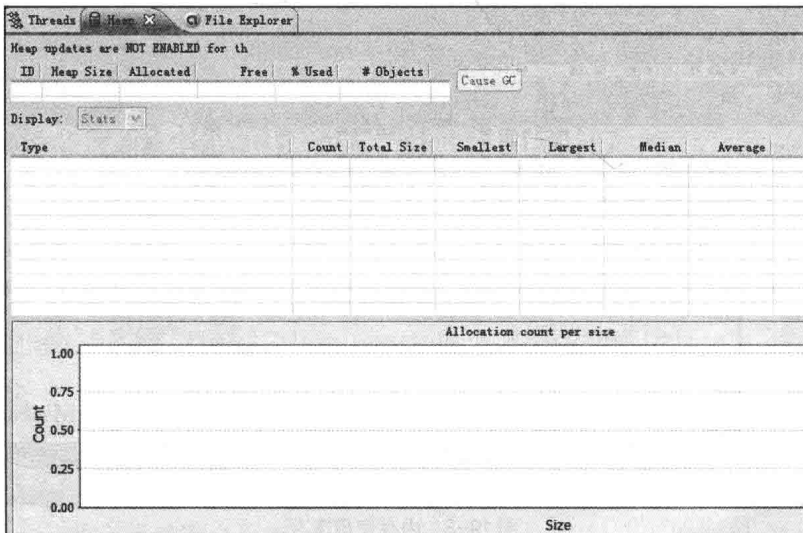 Threads Heap File Explorer
Heap updates are NOT ENABLED for th
ID Heap Size Allocated Free % Used # Objects
Cause GC
Display: Stats
Type Count Total Size Smallest Largest Median Average
Allocation count per size
1.00
0.75
0.50
0.25
0.00
Count
Size